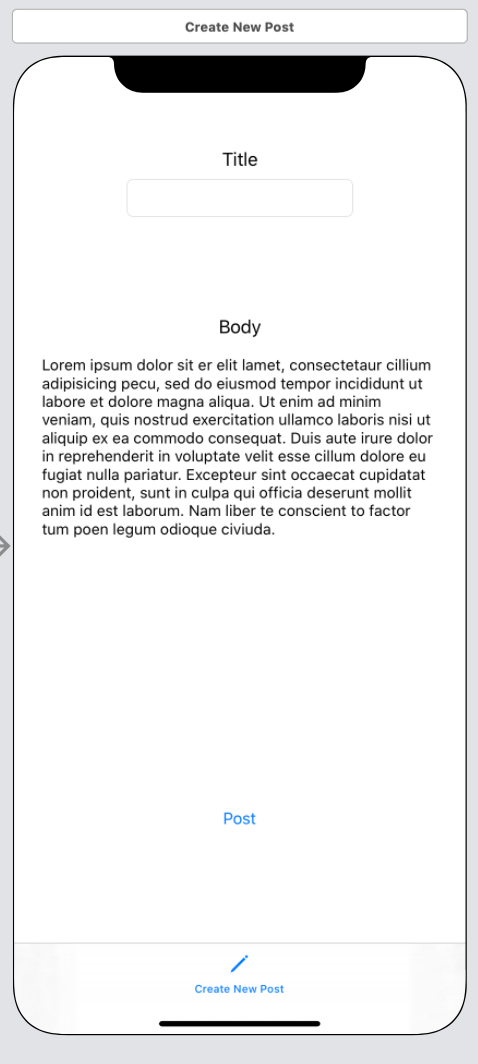 Create New Post
Title
Body
Lorem ipsum dolor sit er elit lamet, consectetaur cillium
adipisicing pecu, sed do eiusmod tempor incididunt ut
labore et dolore magna aliqua. Ut enim ad minim
veniam, quis nostrud exercitation ullamco laboris nisi ut
aliquip ex ea commodo consequat. Duis aute irure dolor
in reprehenderit in voluptate velit esse cillum dolore eu
fugiat nulla pariatur. Excepteur sint occaecat cupidatat
non proident, sunt in culpa qui officia deserunt mollit
anim id est laborum. Nam liber te conscient to factor
tum poen legum odioque civiuda.
Post
Create New Post